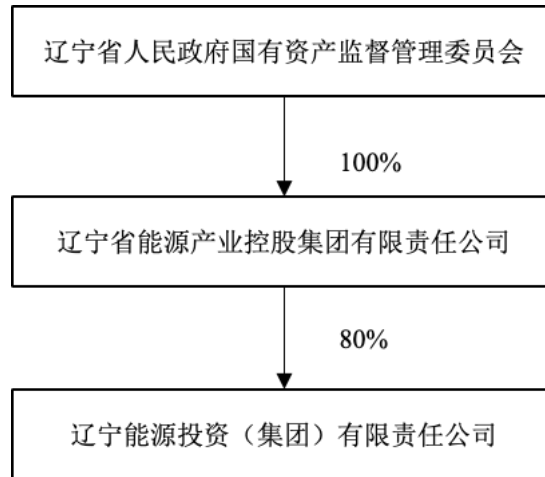 辽宁省人民政府国有资产监督管理委员会
100%
辽宁省能源产业控股集团有限责任公司
80%
辽宁能源投资（集团）有限责任公司